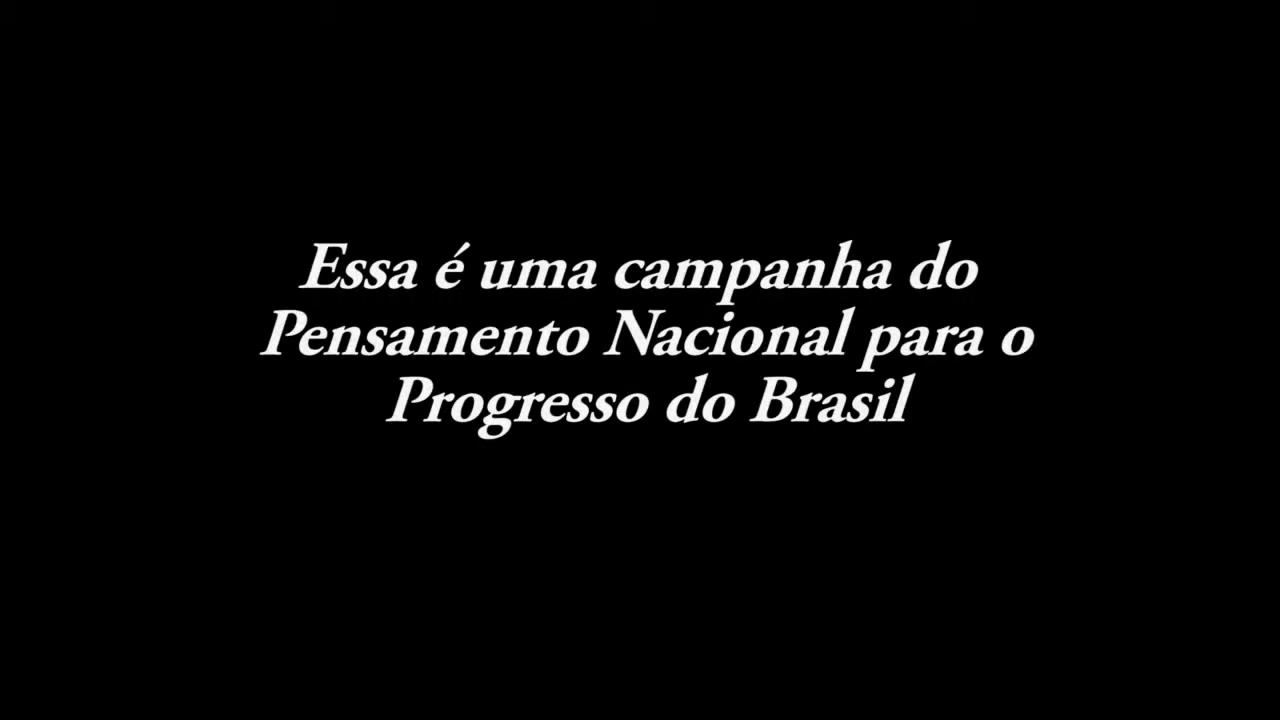 Essa é uma campanha do
Pensamento Nacional para o
Progresso do Brasil